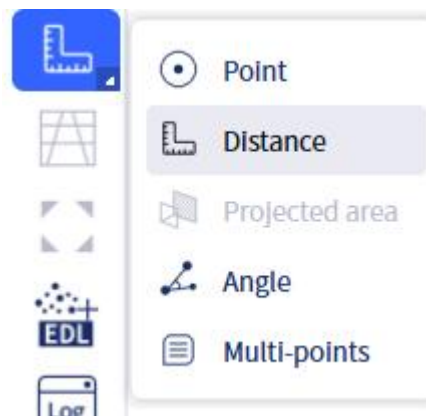 Point
Distance
Projected area
Angle
EDL
Multi-points
Log